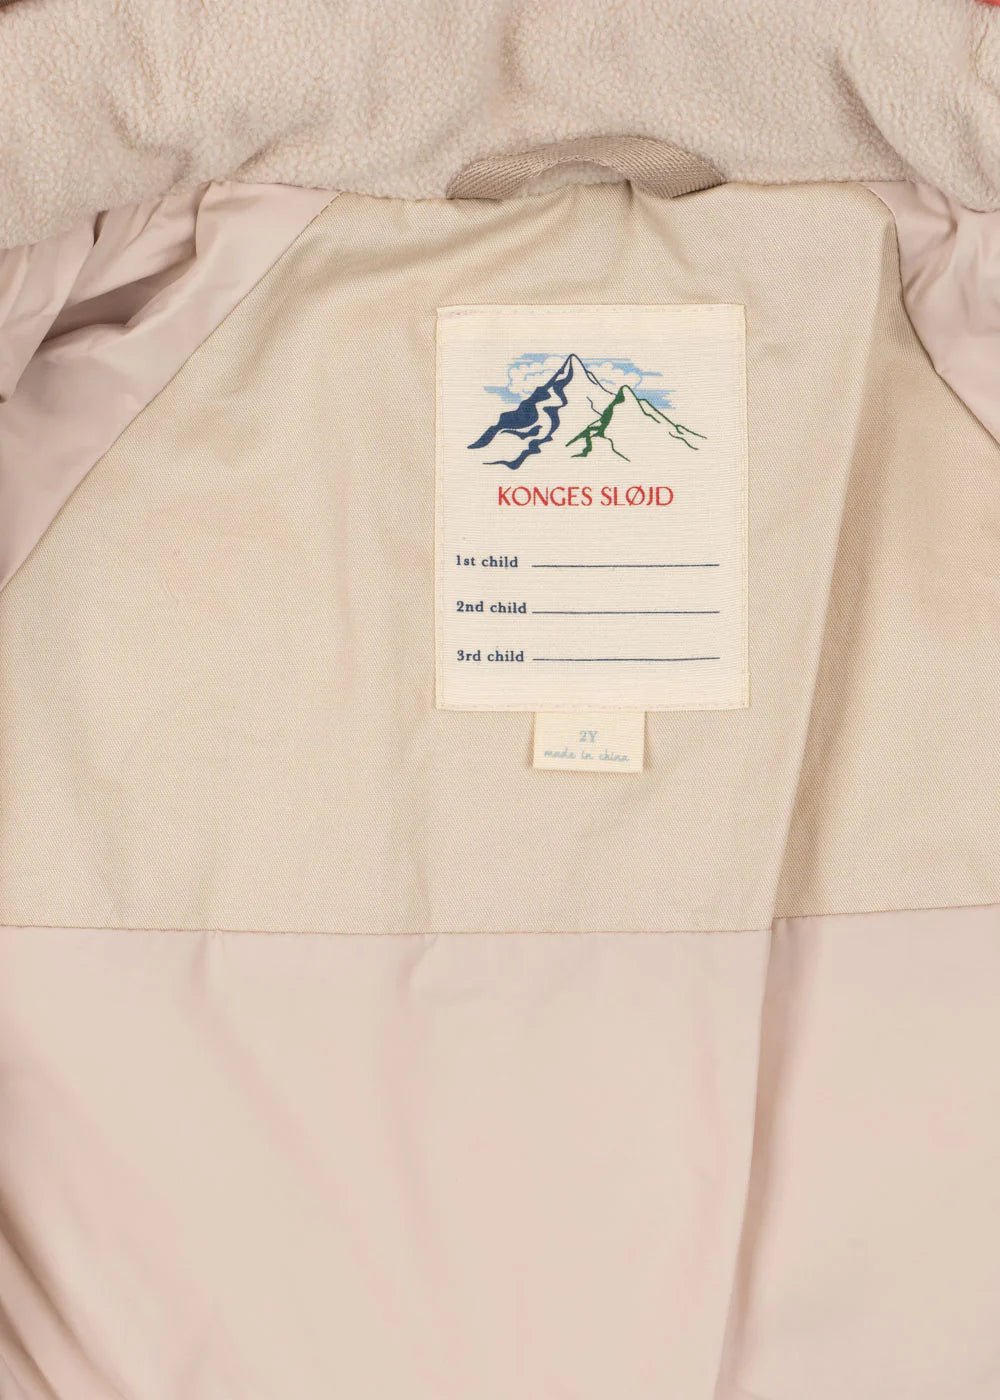 KONGES SLØJD
1st child
2nd child
3rd child
2Y
made in china